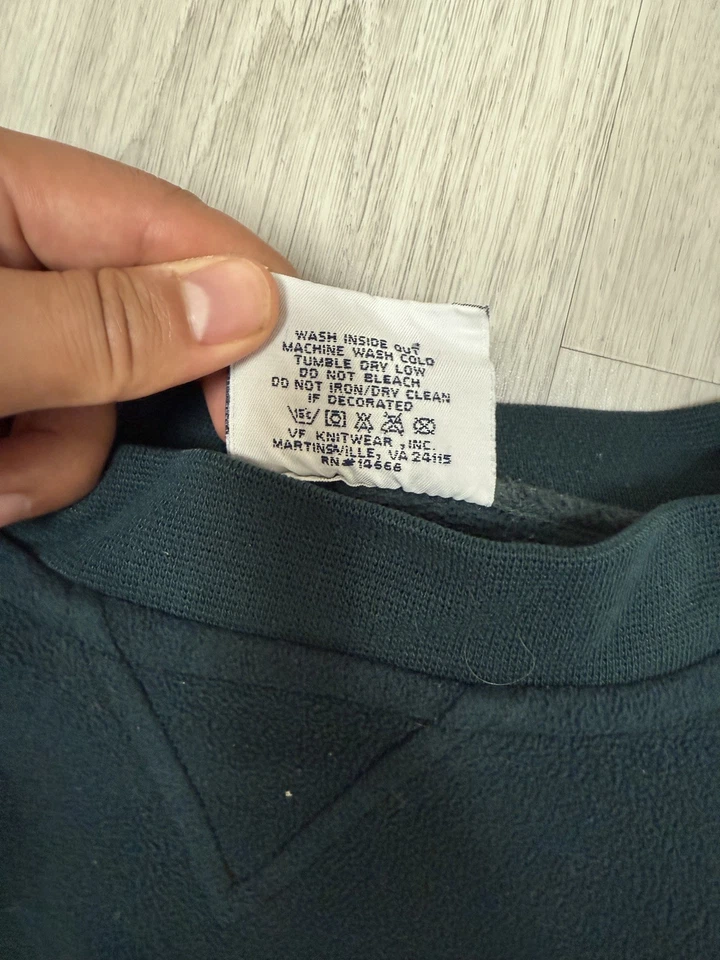 WASH INSIDE OUT
MACHINE WASH COLD
TUMBLE DRY LOW
DO NOT BLEACH
DO NOT IRON/DRY CLEAN
IF DECORATED
VF KNITWEAR ,INC.
MARTINSVILLE, VA 24115
RN#14666